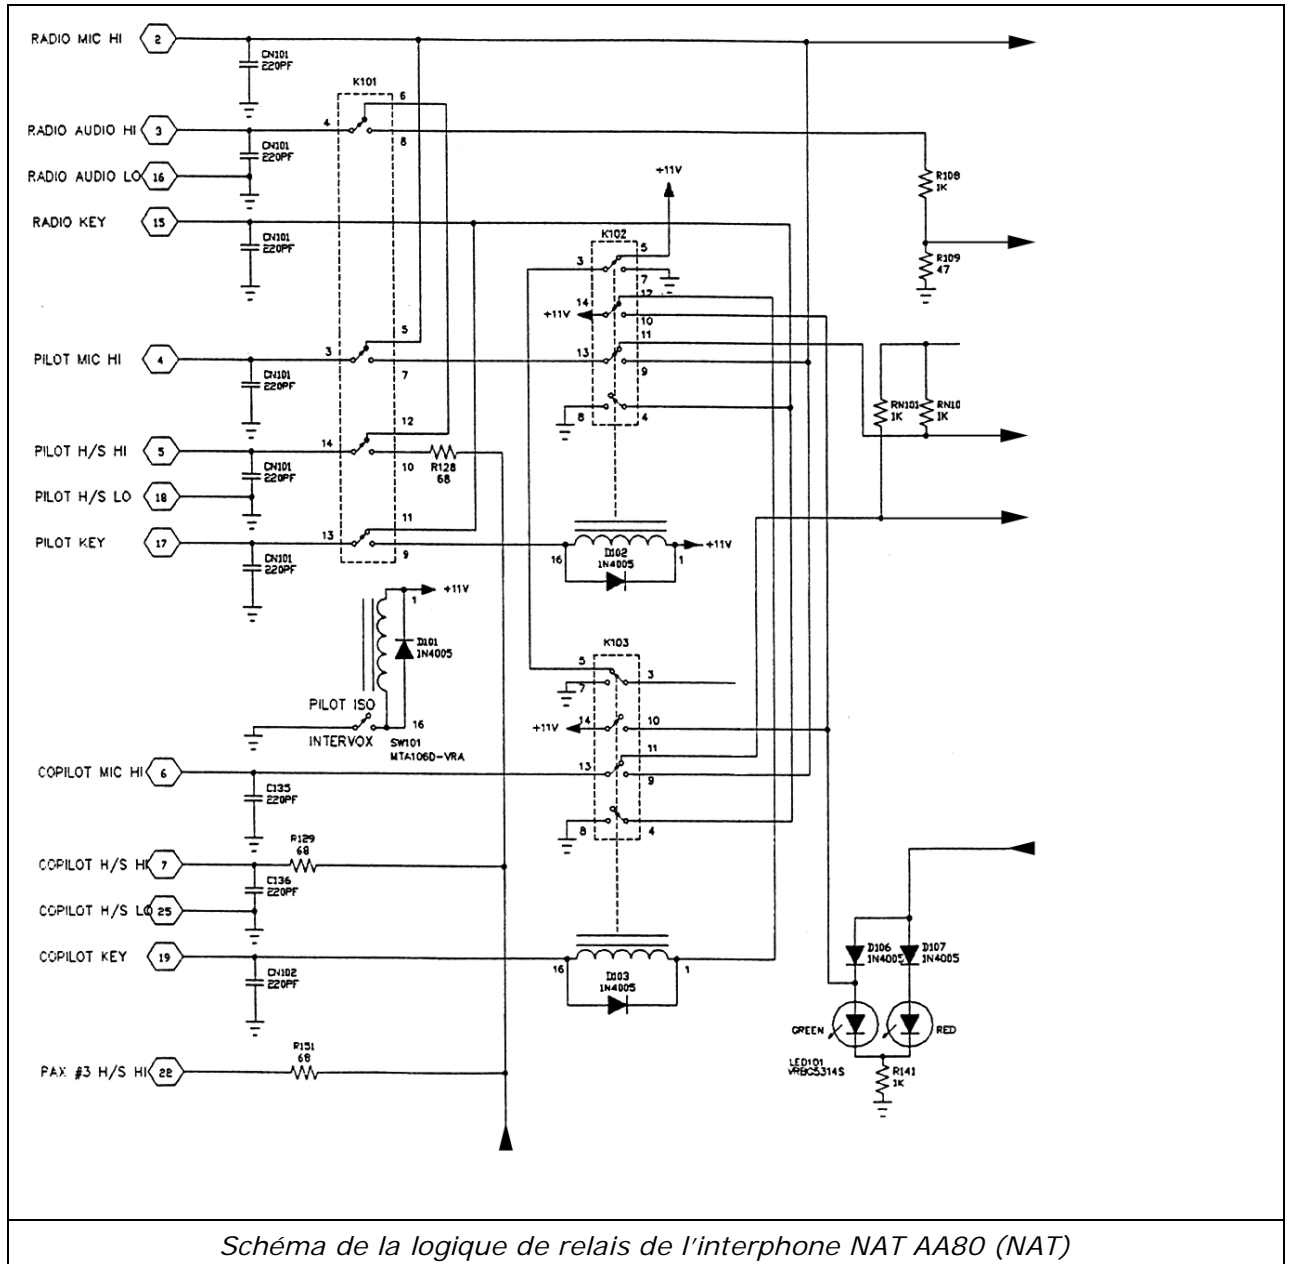 RADIO MIC HI 2
CN101
220PF
K101
6
4
8
RADIO AUDIO HI 3
CN101
220PF
RADIO AUDIO LO 16
RADIO KEY 15
CN101
220PF
+11V
R108
1K
R109
47
K102
5
3
7
12
14
+11V
10
11
13
9
8
4
PILOT MIC HI 4
CN101
220PF
5
3
7
RN101
1K
RN10
1K
PILOT H/S HI 5
CN101
220PF
12
14
10
R128
68
PILOT H/S LO 18
PILOT KEY 17
CN101
220PF
11
13
9
16
D102
1N4005
1
+11V
1
+11V
D101
1N4005
PILOT ISO
INTERVOX
16
SW101
MTA106D-VRA
K103
5
3
7
14
+11V
10
11
13
9
8
4
COPILOT MIC HI 6
C135
220PF
R129
68
COPILOT H/S HI 7
C136
220PF
COPILOT H/S LO 25
COPILOT KEY 19
CN102
220PF
16
D103
1N4005
1
D106
1N4005
D107
1N4005
GREEN
RED
LED101
VRBG5314S
R141
1K
R151
68
PAX #3 H/S HI 22
Schéma de la logique de relais de l'interphone NAT AA80 (NAT)